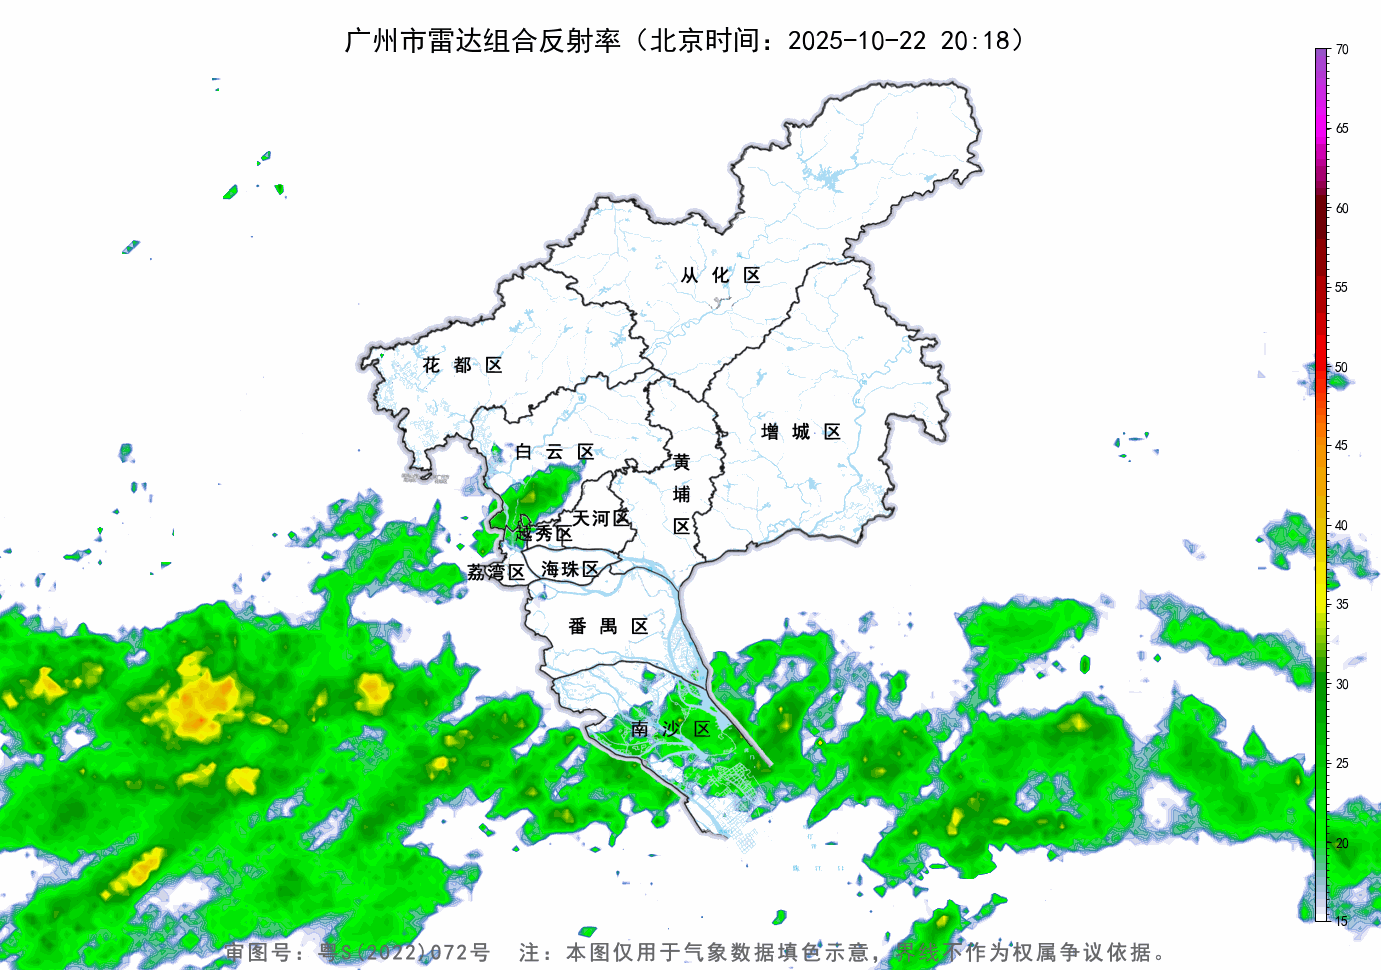 广州市雷达组合反射率（北京时间：2025-10-22 20:18）
70
65
60
55
50
45
40
35
30
25
20
15
从化区
花都区
增城区
白云区
黄埔区
天河区
越秀区
荔湾区
海珠区
番禺区
南沙区
审图号：粤S(2022)072号 注：本图仅用于气象数据填色示意，界线不作为权属争议依据。